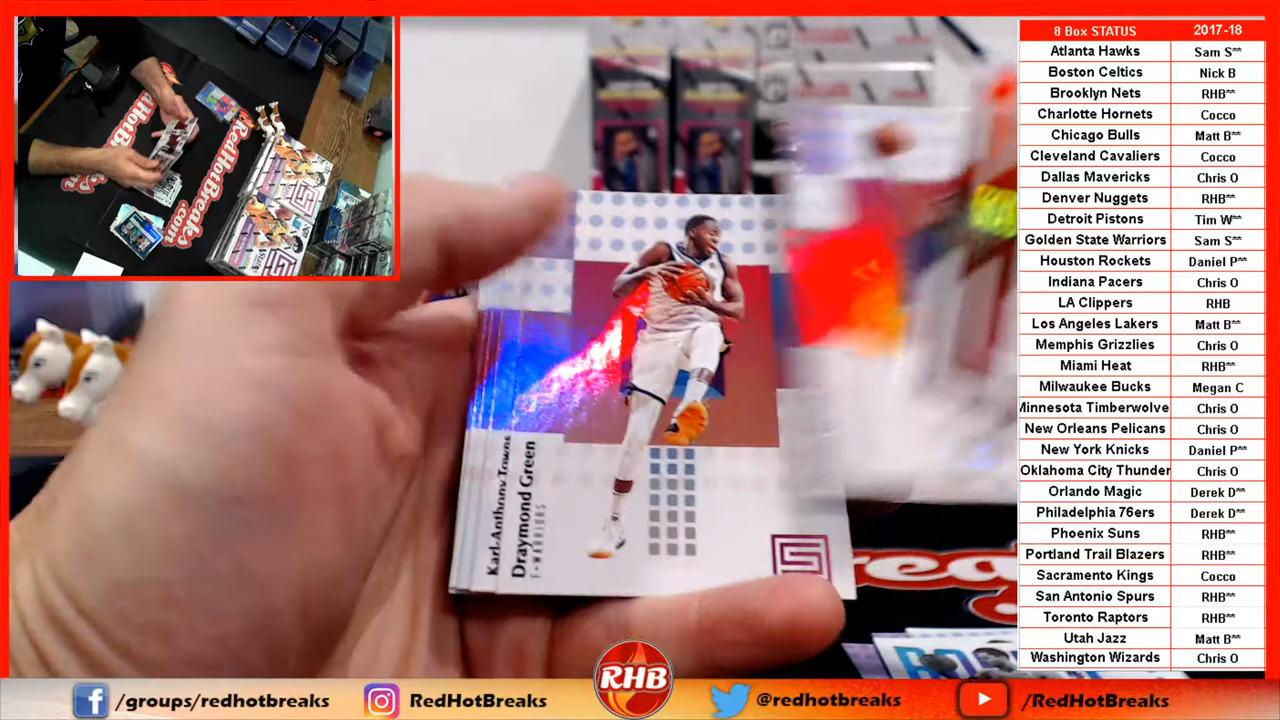 8 Box STATUS 2017-18
Atlanta Hawks Sam S**
Boston Celtics Nick B
Brooklyn Nets RHB**
Charlotte Hornets Cocco
Chicago Bulls Matt B**
Cleveland Cavaliers Cocco
Dallas Mavericks Chris O
Denver Nuggets RHB**
Detroit Pistons Tim W**
Golden State Warriors Sam S**
Houston Rockets Daniel P**
Indiana Pacers Chris O
LA Clippers RHB
Los Angeles Lakers Matt B**
Memphis Grizzlies Chris O
Miami Heat RHB**
Milwaukee Bucks Megan C
Minnesota Timberwolve Chris O
New Orleans Pelicans Chris O
New York Knicks Daniel P**
Oklahoma City Thunder Chris O
Orlando Magic Derek D**
Philadelphia 76ers Derek D**
Phoenix Suns RHB**
Portland Trail Blazers RHB**
Sacramento Kings Cocco
San Antonio Spurs RHB**
Toronto Raptors RHB**
Utah Jazz Matt B**
Washington Wizards Chris O
Karl-Anthony Towns
Draymond Green
F-WARRIORS
S
RedHotBreaks
.com
RHB
/groups/redhotbreaks
RedHotBreaks
@redhotbreaks
/RedHotBreaks